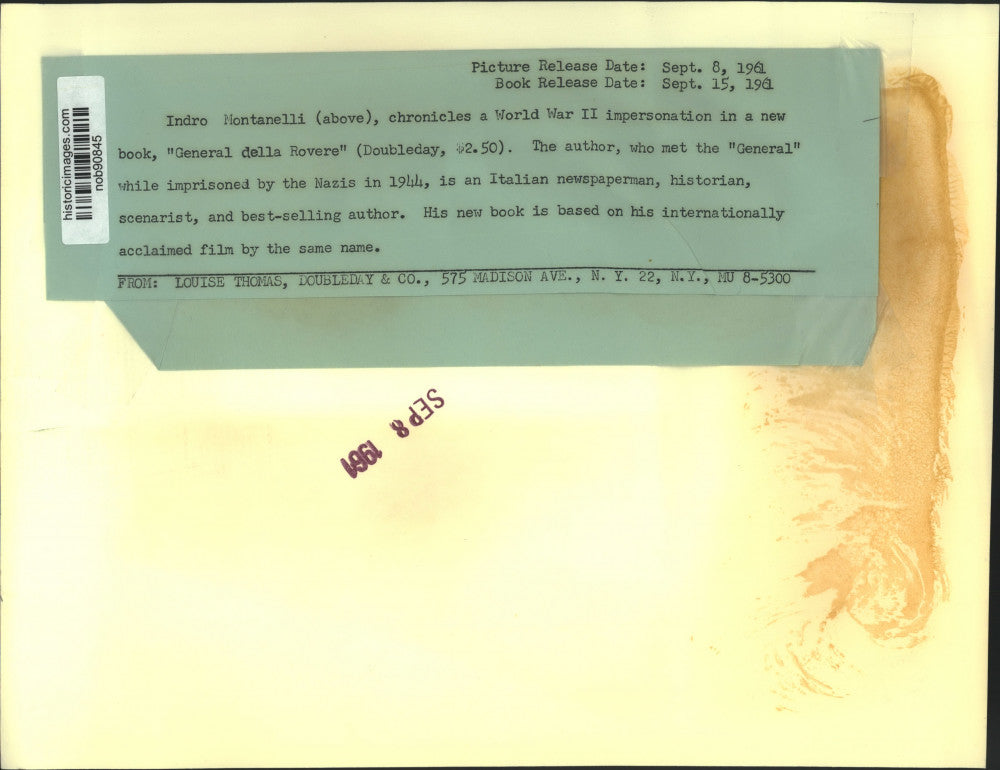 Picture Release Date: Sept. 8, 1961
Book Release Date: Sept. 15, 1961
Indro Montanelli (above), chronicles a World War II impersonation in a new
book, "General della Rovere" (Doubleday, $2.50). The author, who met the "General"
while imprisoned by the Nazis in 1944, is an Italian newspaperman, historian,
scenarist, and best-selling author. His new book is based on his internationally
acclaimed film by the same name.
FROM: LOUISE THOMAS, DOUBLEDAY & CO., 575 MADISON AVE., N. Y. 22, N.Y., MU 8-5300
historicimages.com
nob90845
SEP 8 1961